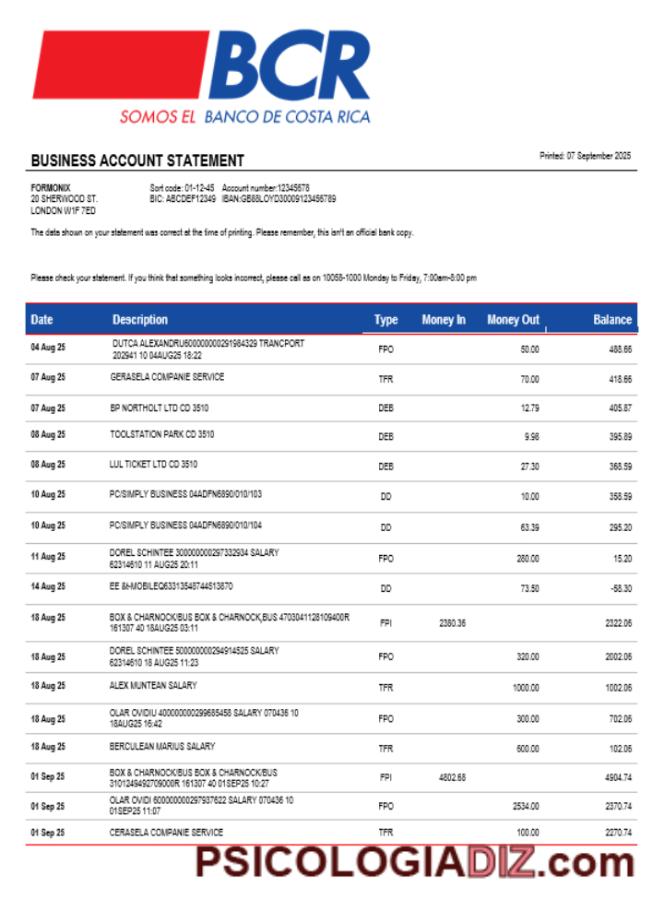 BCR
SOMOS EL BANCO DE COSTA RICA
BUSINESS ACCOUNT STATEMENT
Printed: 07 September 2025
FORMONIX Sort code: 01-12-45 Account number:12345678
20 SHERWOOD ST. BIC: ABCDEF12349 IBAN:GB88LOYD30009123456789
LONDON W1F 7ED
The data shown on your statement was correct at the time of printing. Please remember, this isn't an official bank copy.
Please check your statement. If you think that something looks incorrect, please call as on 10058-1000 Monday to Friday, 7:00am-8:00 pm
Date Description Type Money In Money Out Balance
04 Aug 25 DUTCA ALEXANDRU600000000291984329 TRANCPORT FPO 50.00 488.66
202941 10 04AUG25 18:22
07 Aug 25 GERASELA COMPANIE SERVICE TFR 70.00 418.66
07 Aug 25 BP NORTHOLT LTD CD 3510 DEB 12.79 405.87
08 Aug 25 TOOLSTATION PARK CD 3510 DEB 9.98 395.89
08 Aug 25 LUL TICKET LTD CD 3510 DEB 27.30 368.59
10 Aug 25 PC/SIMPLY BUSINESS 04ADFN6890/010/103 DD 10.00 358.59
10 Aug 25 PC/SIMPLY BUSINESS 04ADFN6890/010/104 DD 63.39 295.20
11 Aug 25 DOREL SCHINTEE 300000000297332934 SALARY FPO 280.00 15.20
62314610 11 AUG25 20:11
14 Aug 25 EE &t-MOBILEQ63313548744513870 DD 73.50 -58.30
18 Aug 25 BOX & CHARNOCK/BUS BOX & CHARNOCK,BUS 4703041128109400R FPI 2380.36 2322.06
161307 40 18AUG25 03:11
18 Aug 25 DOREL SCHINTEE 500000000294914525 SALARY FPO 320.00 2002.06
62314610 18 AUG25 11:23
18 Aug 25 ALEX MUNTEAN SALARY TFR 1000.00 1002.06
18 Aug 25 OLAR OVIDIU 400000000299685458 SALARY 070436 10 FPO 300.00 702.06
18AUG25 16:42
18 Aug 25 BERCULEAN MARIUS SALARY TFR 600.00 102.06
01 Sep 25 BOX & CHARNOCK/BUS BOX & CHARNOCK/BUS FPI 4802.68 4904.74
3101249492709000R 161307 40 01SEP25 10:27
01 Sep 25 OLAR OVIDI 600000000297937622 SALARY 070436 10 FPO 2534.00 2370.74
01SEP25 11:07
01 Sep 25 CERASELA COMPANIE SERVICE TFR 100.00 2270.74
PSICOLOGIADIZ.com